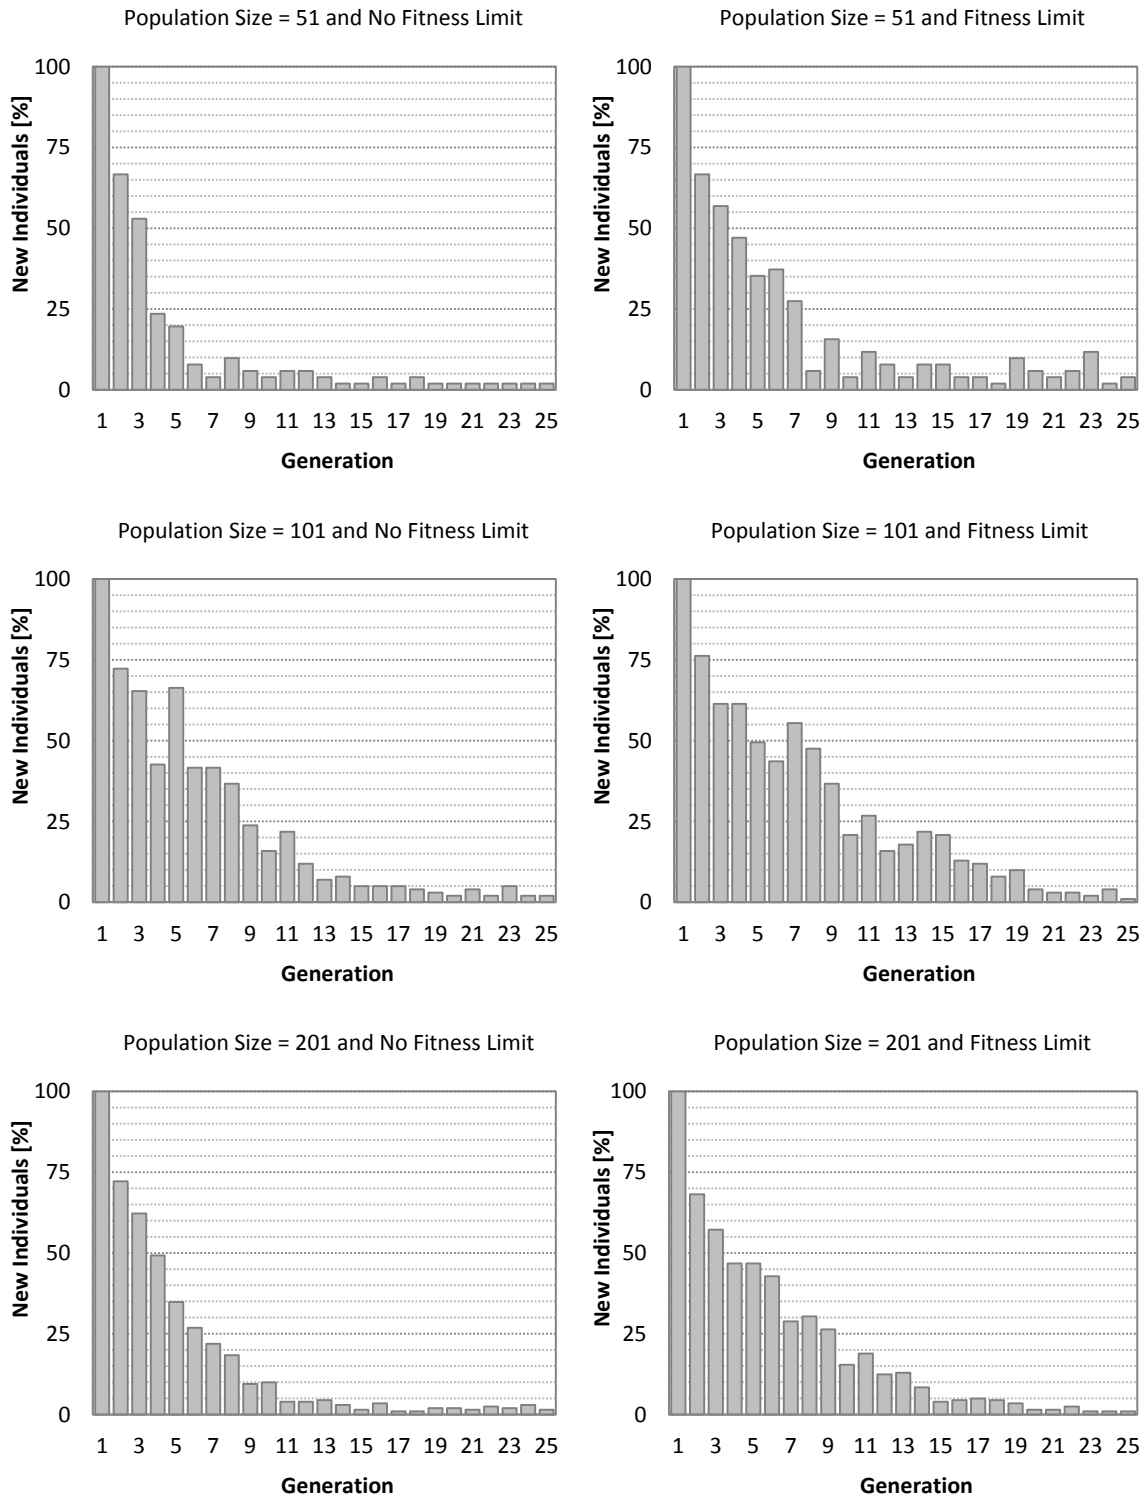 Population Size = 51 and No Fitness Limit
New Individuals [%]
100
75
50
25
0
1 3 5 7 9 11 13 15 17 19 21 23 25
Generation
Population Size = 51 and Fitness Limit
New Individuals [%]
100
75
50
25
0
1 3 5 7 9 11 13 15 17 19 21 23 25
Generation
Population Size = 101 and No Fitness Limit
New Individuals [%]
100
75
50
25
0
1 3 5 7 9 11 13 15 17 19 21 23 25
Generation
Population Size = 101 and Fitness Limit
New Individuals [%]
100
75
50
25
0
1 3 5 7 9 11 13 15 17 19 21 23 25
Generation
Population Size = 201 and No Fitness Limit
New Individuals [%]
100
75
50
25
0
1 3 5 7 9 11 13 15 17 19 21 23 25
Generation
Population Size = 201 and Fitness Limit
New Individuals [%]
100
75
50
25
0
1 3 5 7 9 11 13 15 17 19 21 23 25
Generation